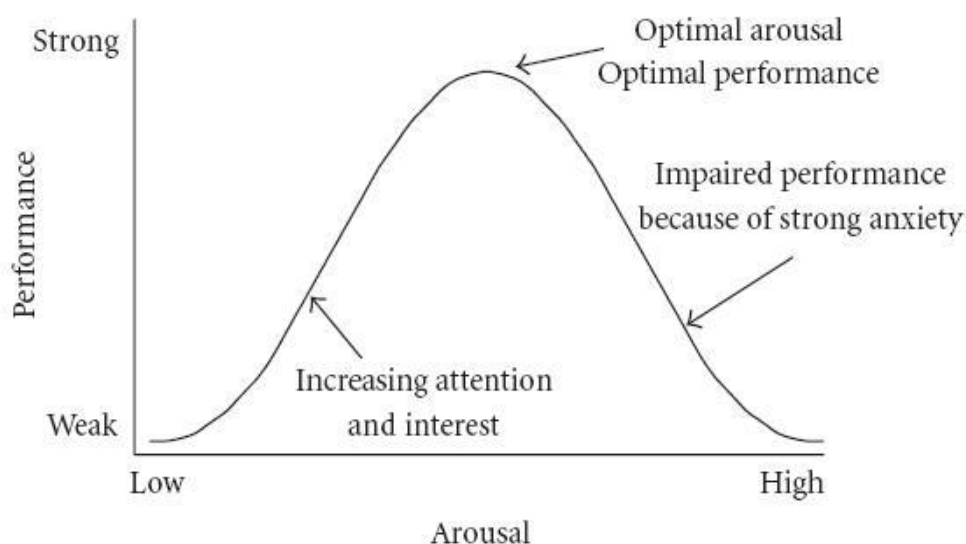 Strong
Optimal arousal
Optimal performance
Impaired performance
because of strong anxiety
Performance
Increasing attention
and interest
Weak
Low
High
Arousal